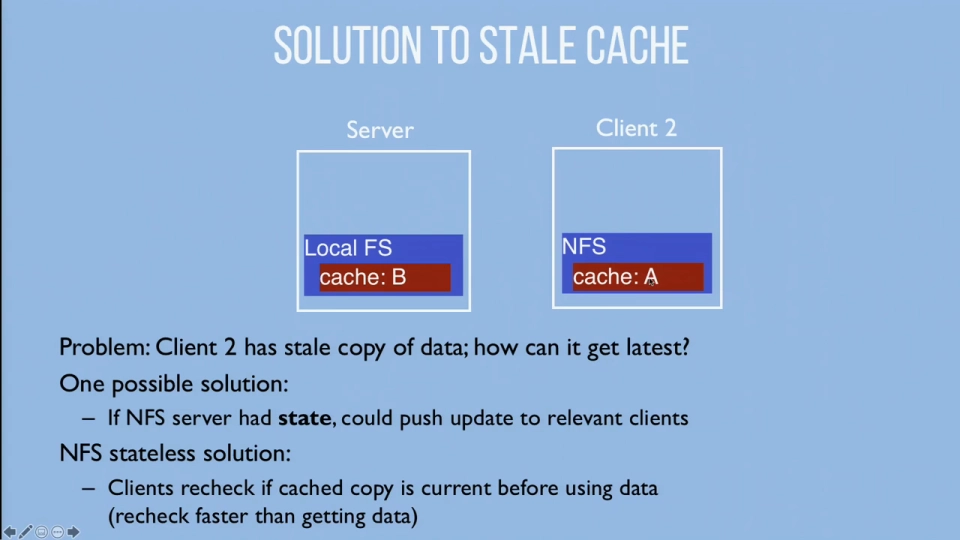 SOLUTION TO STALE CACHE
Server
Client 2
Local FS
cache: B
NFS
cache: A
Problem: Client 2 has stale copy of data; how can it get latest?
One possible solution:
– If NFS server had state, could push update to relevant clients
NFS stateless solution:
– Clients recheck if cached copy is current before using data
(recheck faster than getting data)